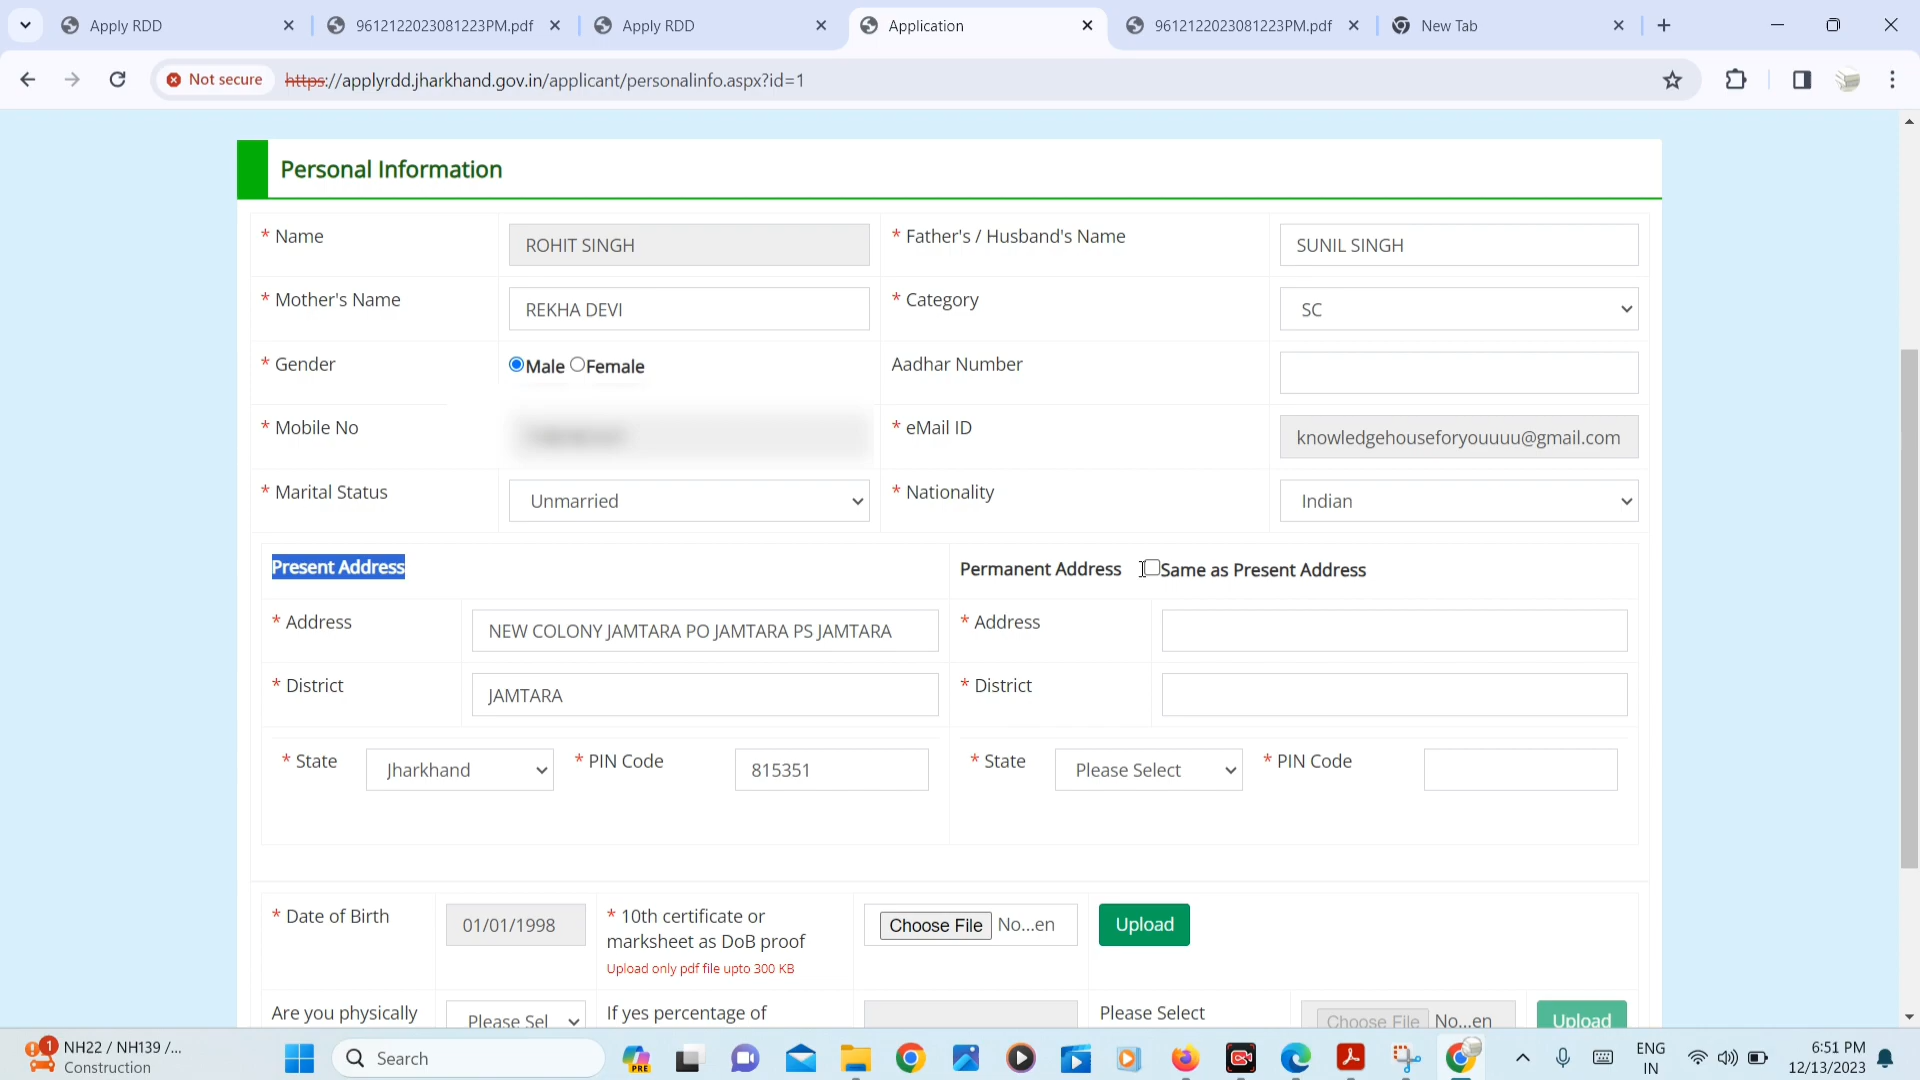 Apply RDD
9612122023081223PM.pdf
Apply RDD
Application
9612122023081223PM.pdf
New Tab
Not secure
https://applyrdd.jharkhand.gov.in/applicant/personalinfo.aspx?id=1
Personal Information
* Name
ROHIT SINGH
* Father's / Husband's Name
SUNIL SINGH
* Mother's Name
REKHA DEVI
* Category
SC
* Gender
Male Female
Aadhar Number
* Mobile No
* eMail ID
knowledgehouseforyouuuu@gmail.com
* Marital Status
Unmarried
* Nationality
Indian
Present Address
Permanent Address
Same as Present Address
* Address
NEW COLONY JAMTARA PO JAMTARA PS JAMTARA
* Address
* District
JAMTARA
* District
* State
Jharkhand
* PIN Code
815351
* State
Please Select
* PIN Code
* Date of Birth
01/01/1998
* 10th certificate or
marksheet as DoB proof
Upload only pdf file upto 300 KB
Choose File No...en
Upload
Are you physically
Please Sel
If yes percentage of
Please Select
Choose File No...en
Upload
1
NH22 / NH139 /...
Construction
Search
PRE
ENG
IN
6:51 PM
12/13/2023